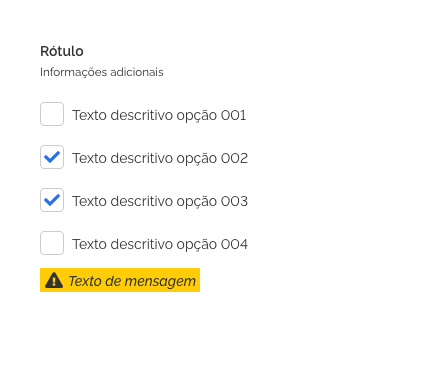 Rótulo
Informações adicionais
Texto descritivo opção 001
Texto descritivo opção 002
Texto descritivo opção 003
Texto descritivo opção 004
Texto de mensagem